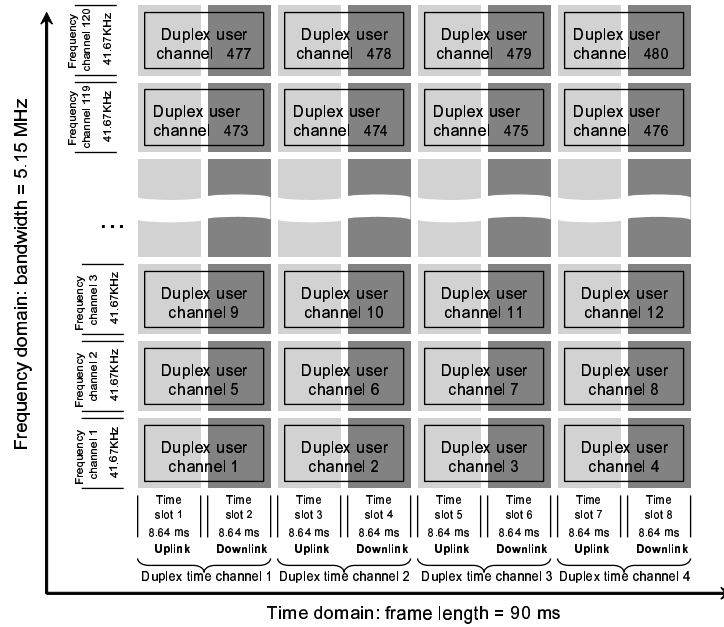 Frequency domain: bandwidth = 5.15 MHz
Frequency
channel 120
41.67KHz
Duplex user
channel 477
Duplex user
channel 478
Duplex user
channel 479
Duplex user
channel 480
Frequency
channel 119
41.67KHz
Duplex user
channel 473
Duplex user
channel 474
Duplex user
channel 475
Duplex user
channel 476
...
Frequency
channel 3
41.67KHz
Duplex user
channel 9
Duplex user
channel 10
Duplex user
channel 11
Duplex user
channel 12
Frequency
channel 2
41.67KHz
Duplex user
channel 5
Duplex user
channel 6
Duplex user
channel 7
Duplex user
channel 8
Frequency
channel 1
41.67KHz
Duplex user
channel 1
Duplex user
channel 2
Duplex user
channel 3
Duplex user
channel 4
Time
slot 1
8.64 ms
Uplink
Time
slot 2
8.64 ms
Downlink
Time
slot 3
8.64 ms
Uplink
Time
slot 4
8.64 ms
Downlink
Time
slot 5
8.64 ms
Uplink
Time
slot 6
8.64 ms
Downlink
Time
slot 7
8.64 ms
Uplink
Time
slot 8
8.64 ms
Downlink
Duplex time channel 1
Duplex time channel 2
Duplex time channel 3
Duplex time channel 4
Time domain: frame length = 90 ms